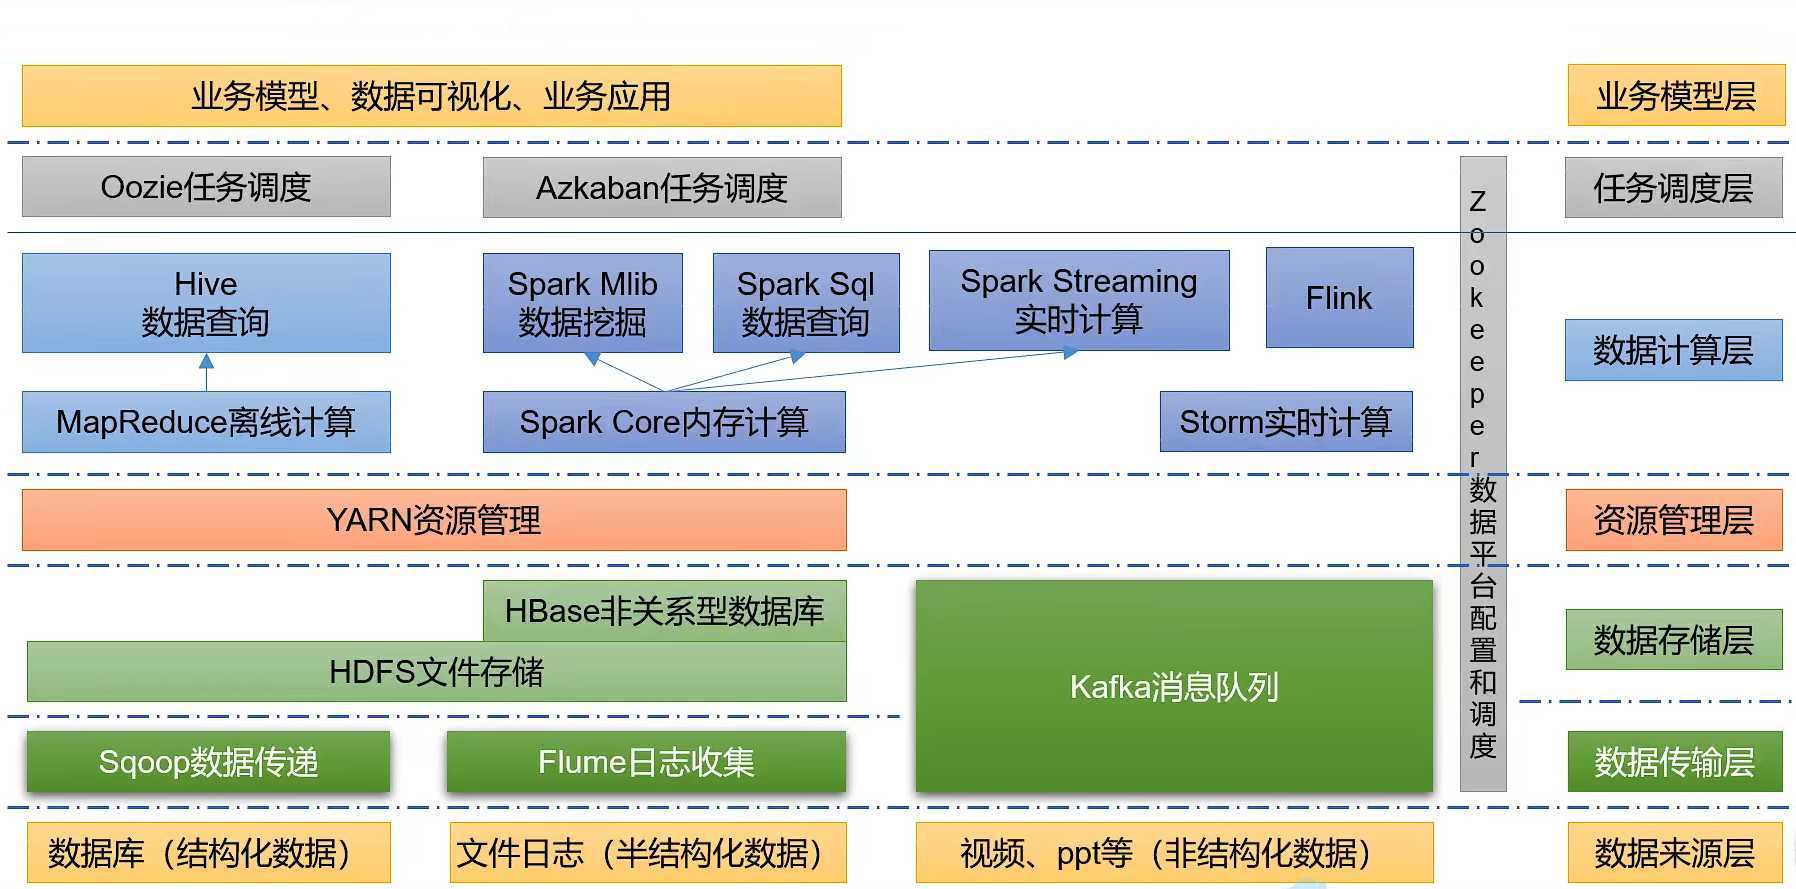 业务模型、数据可视化、业务应用
业务模型层
Oozie任务调度
Azkaban任务调度
任务调度层
Hive
数据查询
Spark Mlib
数据挖掘
Spark Sql
数据查询
Spark Streaming
实时计算
Flink
数据计算层
MapReduce离线计算
Spark Core内存计算
Storm实时计算
Zookeeper数据平台配置和调度
YARN资源管理
资源管理层
HBase非关系型数据库
HDFS文件存储
Kafka消息队列
数据存储层
Sqoop数据传递
Flume日志收集
数据传输层
数据库（结构化数据）
文件日志（半结构化数据）
视频、ppt等（非结构化数据）
数据来源层